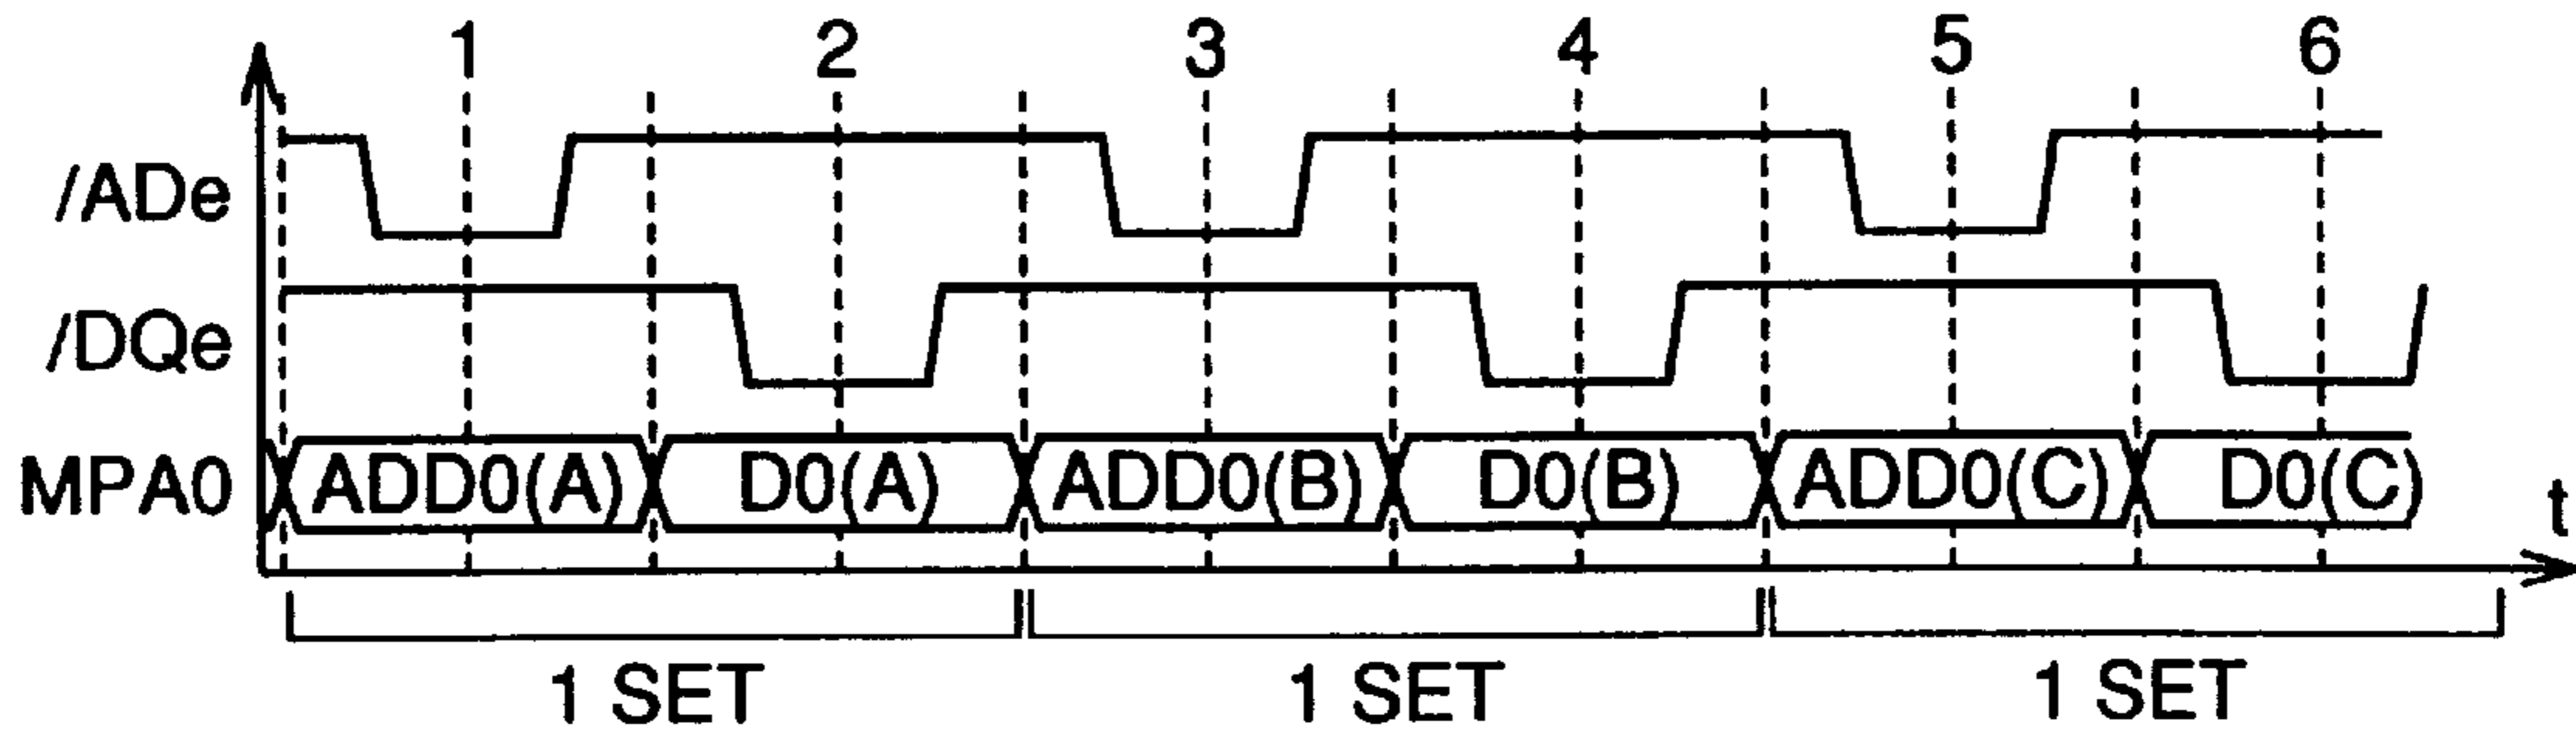 1 2 3 4 5 6
/ADe
/DQe
MPA0 ADD0(A) D0(A) ADD0(B) D0(B) ADD0(C) D0(C) t
1 SET 1 SET 1 SET